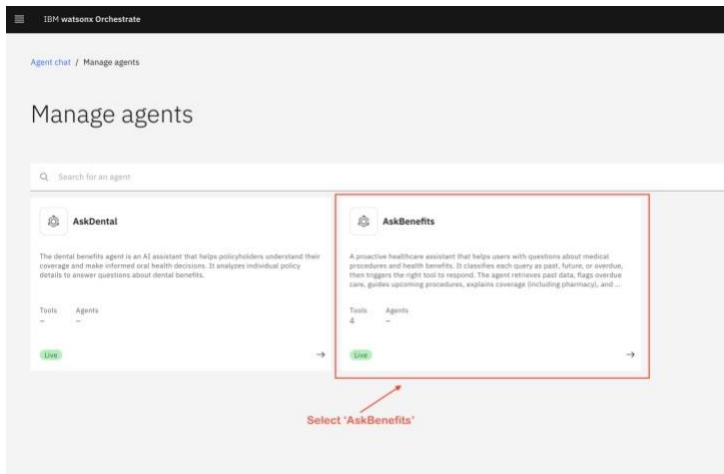 IBM watsonx Orchestrate
Agent chat / Manage agents
Manage agents
Search for an agent
AskDental
The dental benefits agent is an AI assistant that helps policyholders understand their
coverage and make informed oral health decisions. It analyzes individual policy
details to answer questions about dental benefits.
Tools Agents
– –
Live
AskBenefits
A proactive healthcare assistant that helps users with questions about medical
procedures and health benefits. It classifies each query as past, future, or overdue,
then triggers the right tool to respond. The agent retrieves past data, flags overdue
care, guides upcoming procedures, explains coverage (including pharmacy), and ...
Tools Agents
4 –
Live
Select 'AskBenefits'